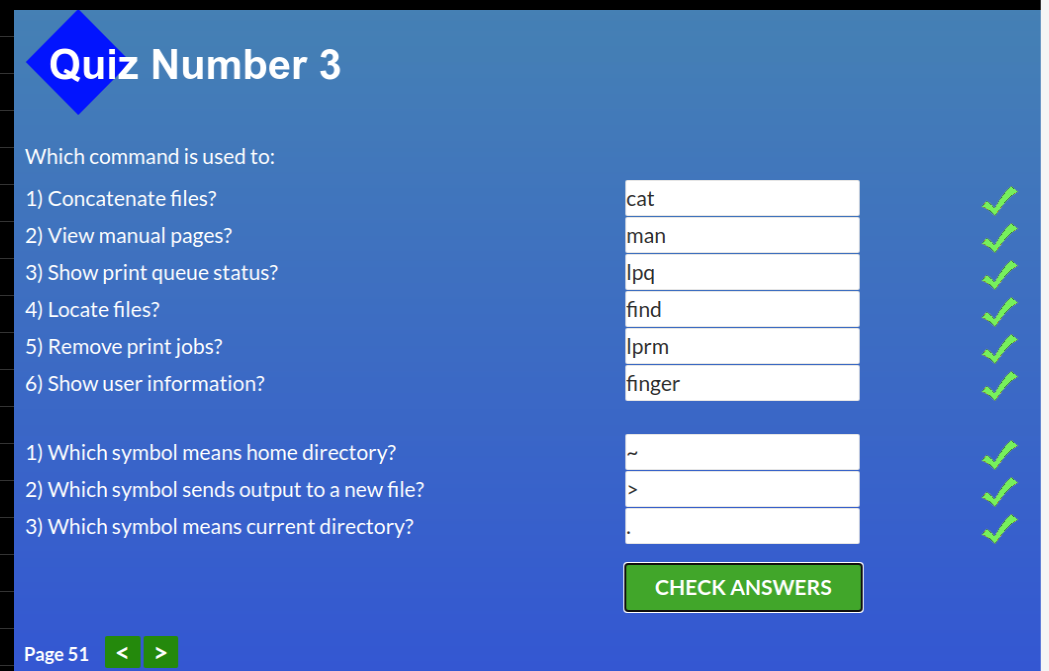 Quiz Number 3
Which command is used to:
1) Concatenate files? cat
2) View manual pages? man
3) Show print queue status? lpq
4) Locate files? find
5) Remove print jobs? lprm
6) Show user information? finger
1) Which symbol means home directory? ~
2) Which symbol sends output to a new file? >
3) Which symbol means current directory? .
CHECK ANSWERS
Page 51 < >